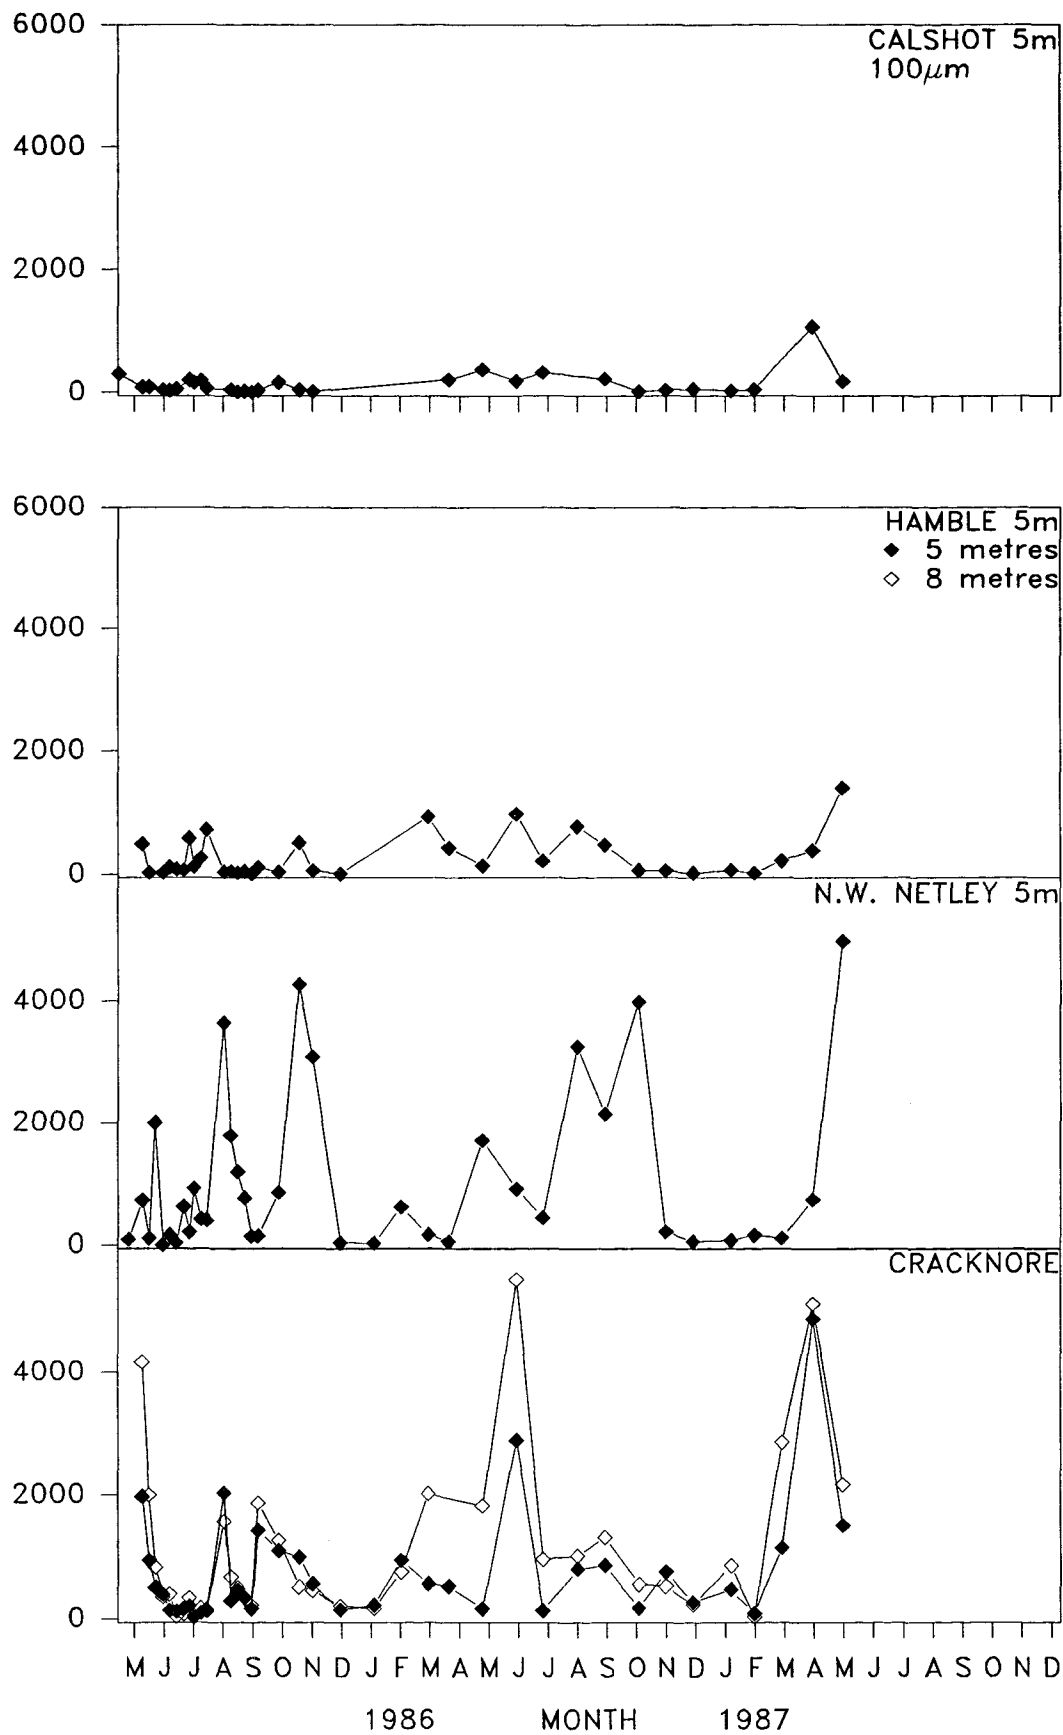 6000
CALSHOT 5m
100µm
4000
2000
0
6000
HAMBLE 5m
5 metres
8 metres
4000
2000
0
N.W. NETLEY 5m
4000
2000
0
CRACKNORE
4000
2000
0
M J J A S O N D J F M A M J J A S O N D J F M A M J J A S O N D
1986 MONTH 1987